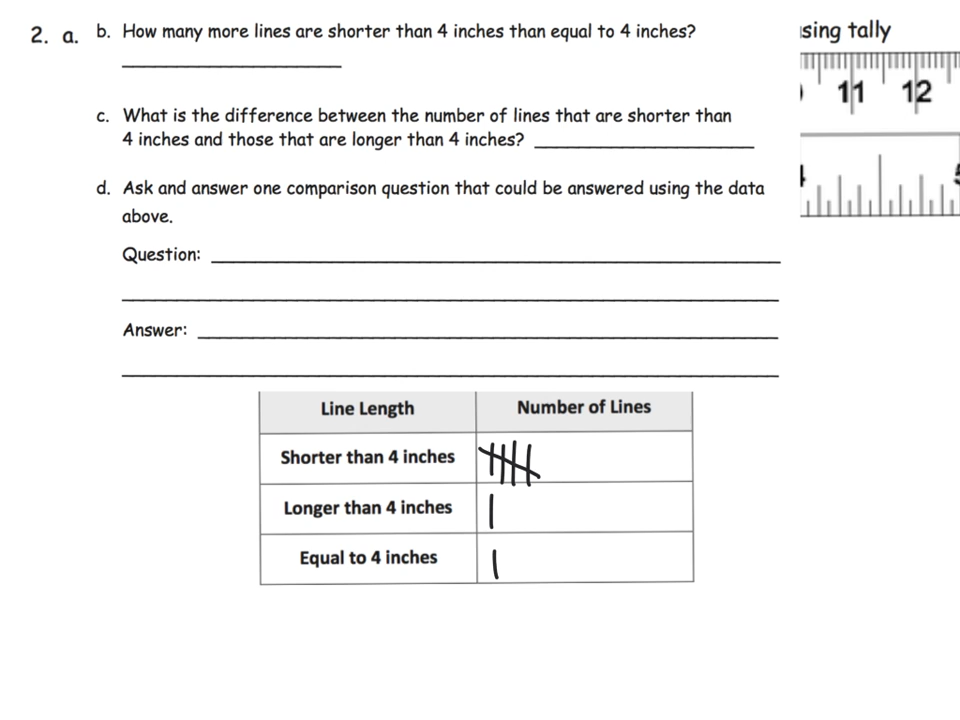 2. a.
b. How many more lines are shorter than 4 inches than equal to 4 inches?
c. What is the difference between the number of lines that are shorter than
4 inches and those that are longer than 4 inches?
d. Ask and answer one comparison question that could be answered using the data
above.
Question:
Answer:
sing tally
11 12
Line Length Number of Lines
Shorter than 4 inches
Longer than 4 inches
Equal to 4 inches